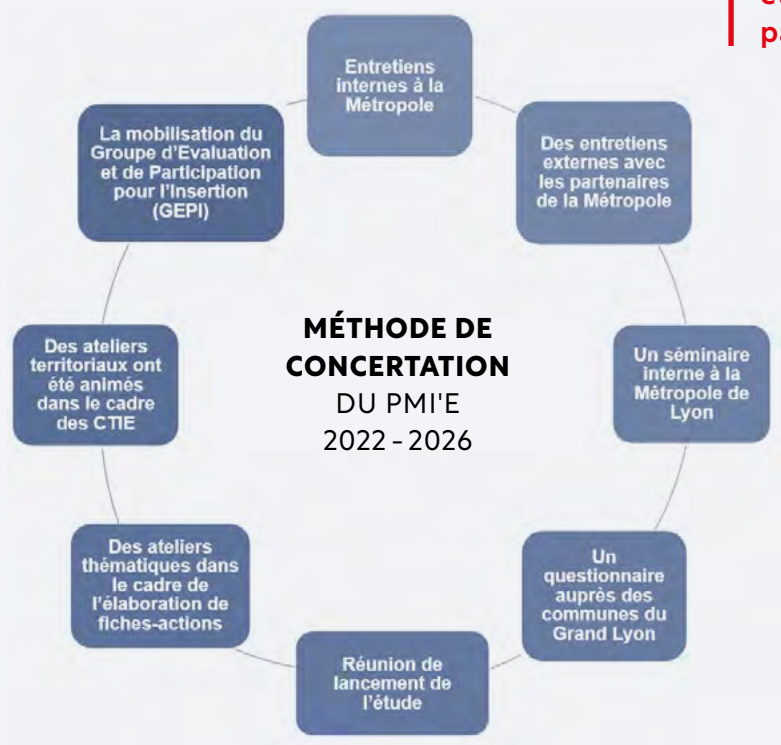 Entretiens
internes à la
Métropole
Des entretiens
externes avec
les partenaires
de la Métropole
Un séminaire
interne à la
Métropole de
Lyon
Un
questionnaire
auprès des
communes du
Grand Lyon
Réunion de
lancement de
l'étude
Des ateliers
thématiques dans
le cadre de
l'élaboration de
fiches-actions
Des ateliers
territoriaux ont
été animés
dans le cadre
des CTIE
La mobilisation du
Groupe d'Evaluation
et de Participation
pour l'Insertion
(GEPI)
MÉTHODE DE
CONCERTATION
DU PMI'E
2022 - 2026